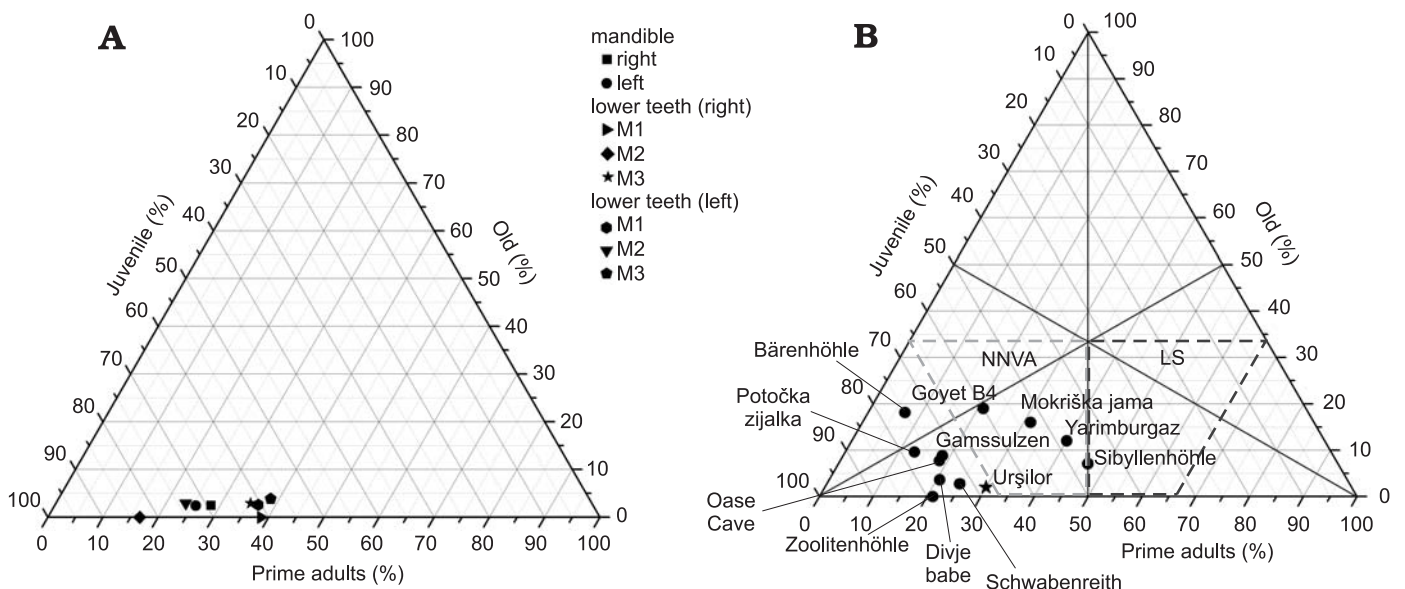 A
mandible
right
left
lower teeth (right)
M1
M2
M3
lower teeth (left)
M1
M2
M3
Juvenile (%)
0
10
20
30
40
50
60
70
80
90
100
Old (%)
100
90
80
70
60
50
40
30
20
10
0
0
10
20
30
40
50
60
70
80
90
100
Prime adults (%)
B
Juvenile (%)
0
10
20
30
40
50
60
70
80
90
100
Old (%)
100
90
80
70
60
50
40
30
20
10
0
NNVA
LS
Bärenhöhle
Goyet B4
Potočka
zijalka
Mokriška jama
Yarimburgaz
Gamssulzen
Sibyllenhöhle
Urşilor
Oase
Cave
Zoolitenhöhle
Divje
babe
Schwabenreith
0
10
20
30
40
50
60
70
80
90
100
Prime adults (%)